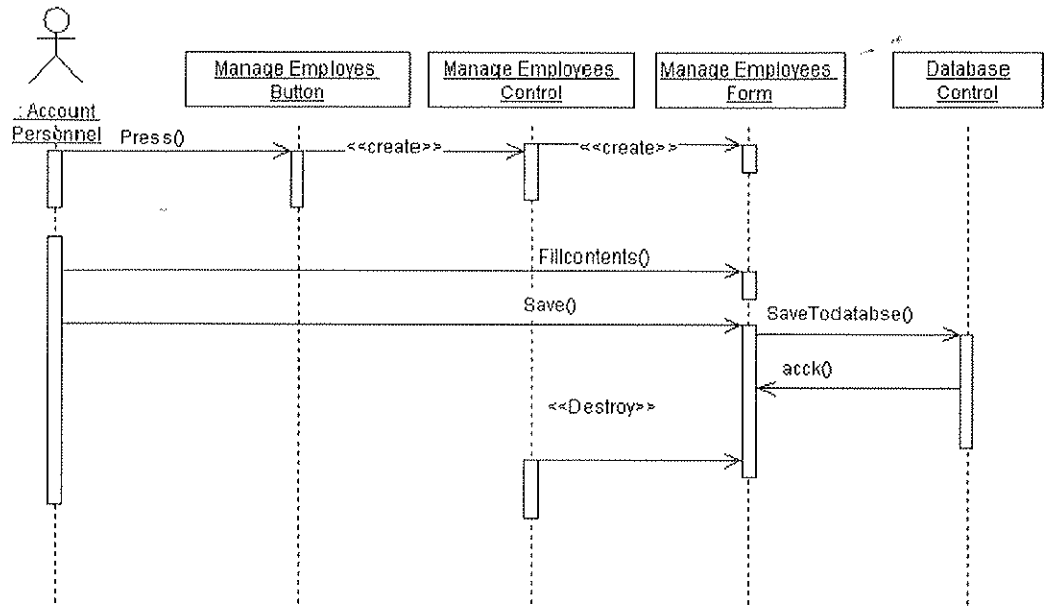 Manage Employes
Button
Manage Employees
Control
Manage Employees
Form
Database
Control
: Account
Personnel
Press()
<<create>>
<<create>>
Fillcontents()
Save()
SaveTodatabse()
acck()
<<Destroy>>